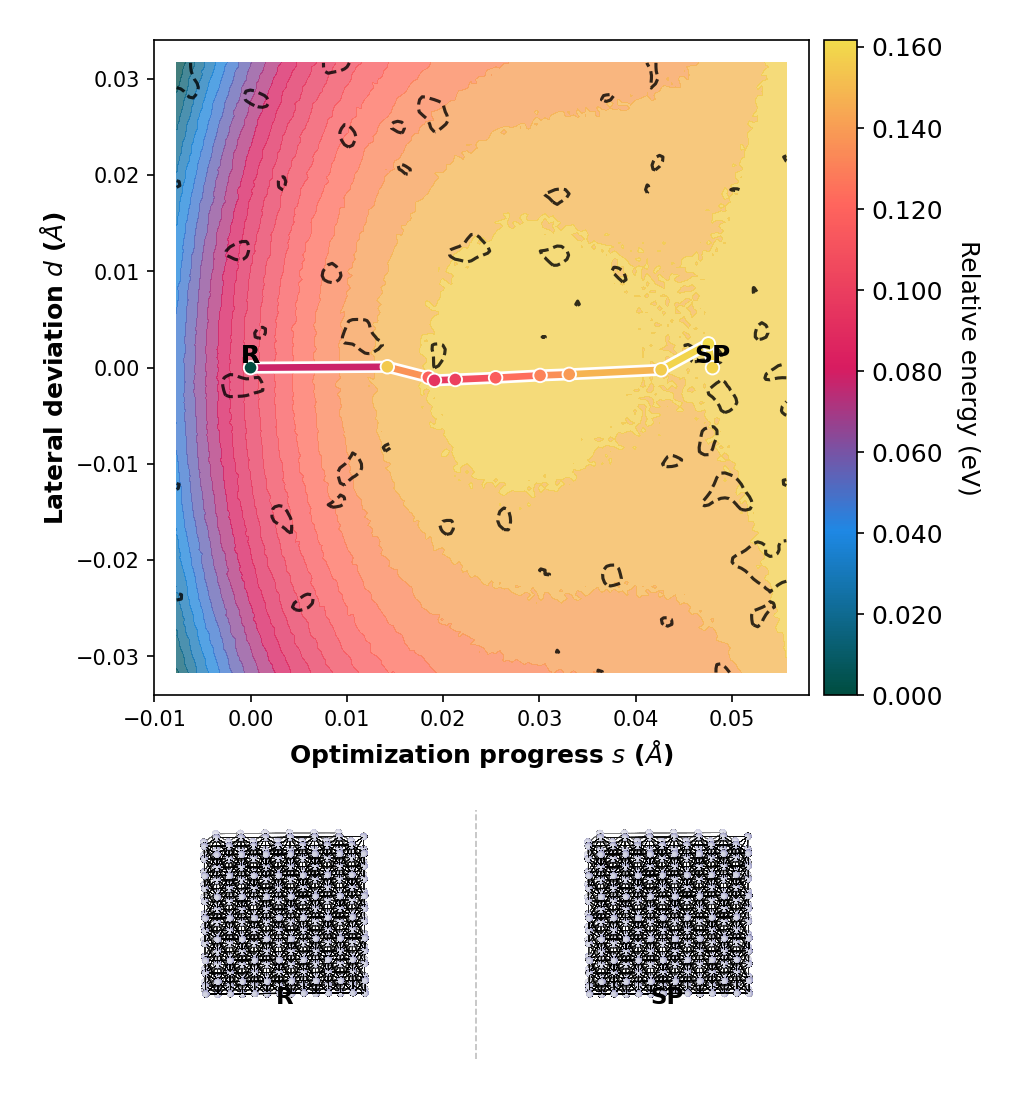 0.03
0.02
0.01
0.00
−0.01
−0.02
−0.03
Lateral deviation d (Å)
R
SP
−0.01 0.00 0.01 0.02 0.03 0.04 0.05
Optimization progress s (Å)
0.160
0.140
0.120
0.100
0.080
0.060
0.040
0.020
0.000
Relative energy (eV)
R
SP